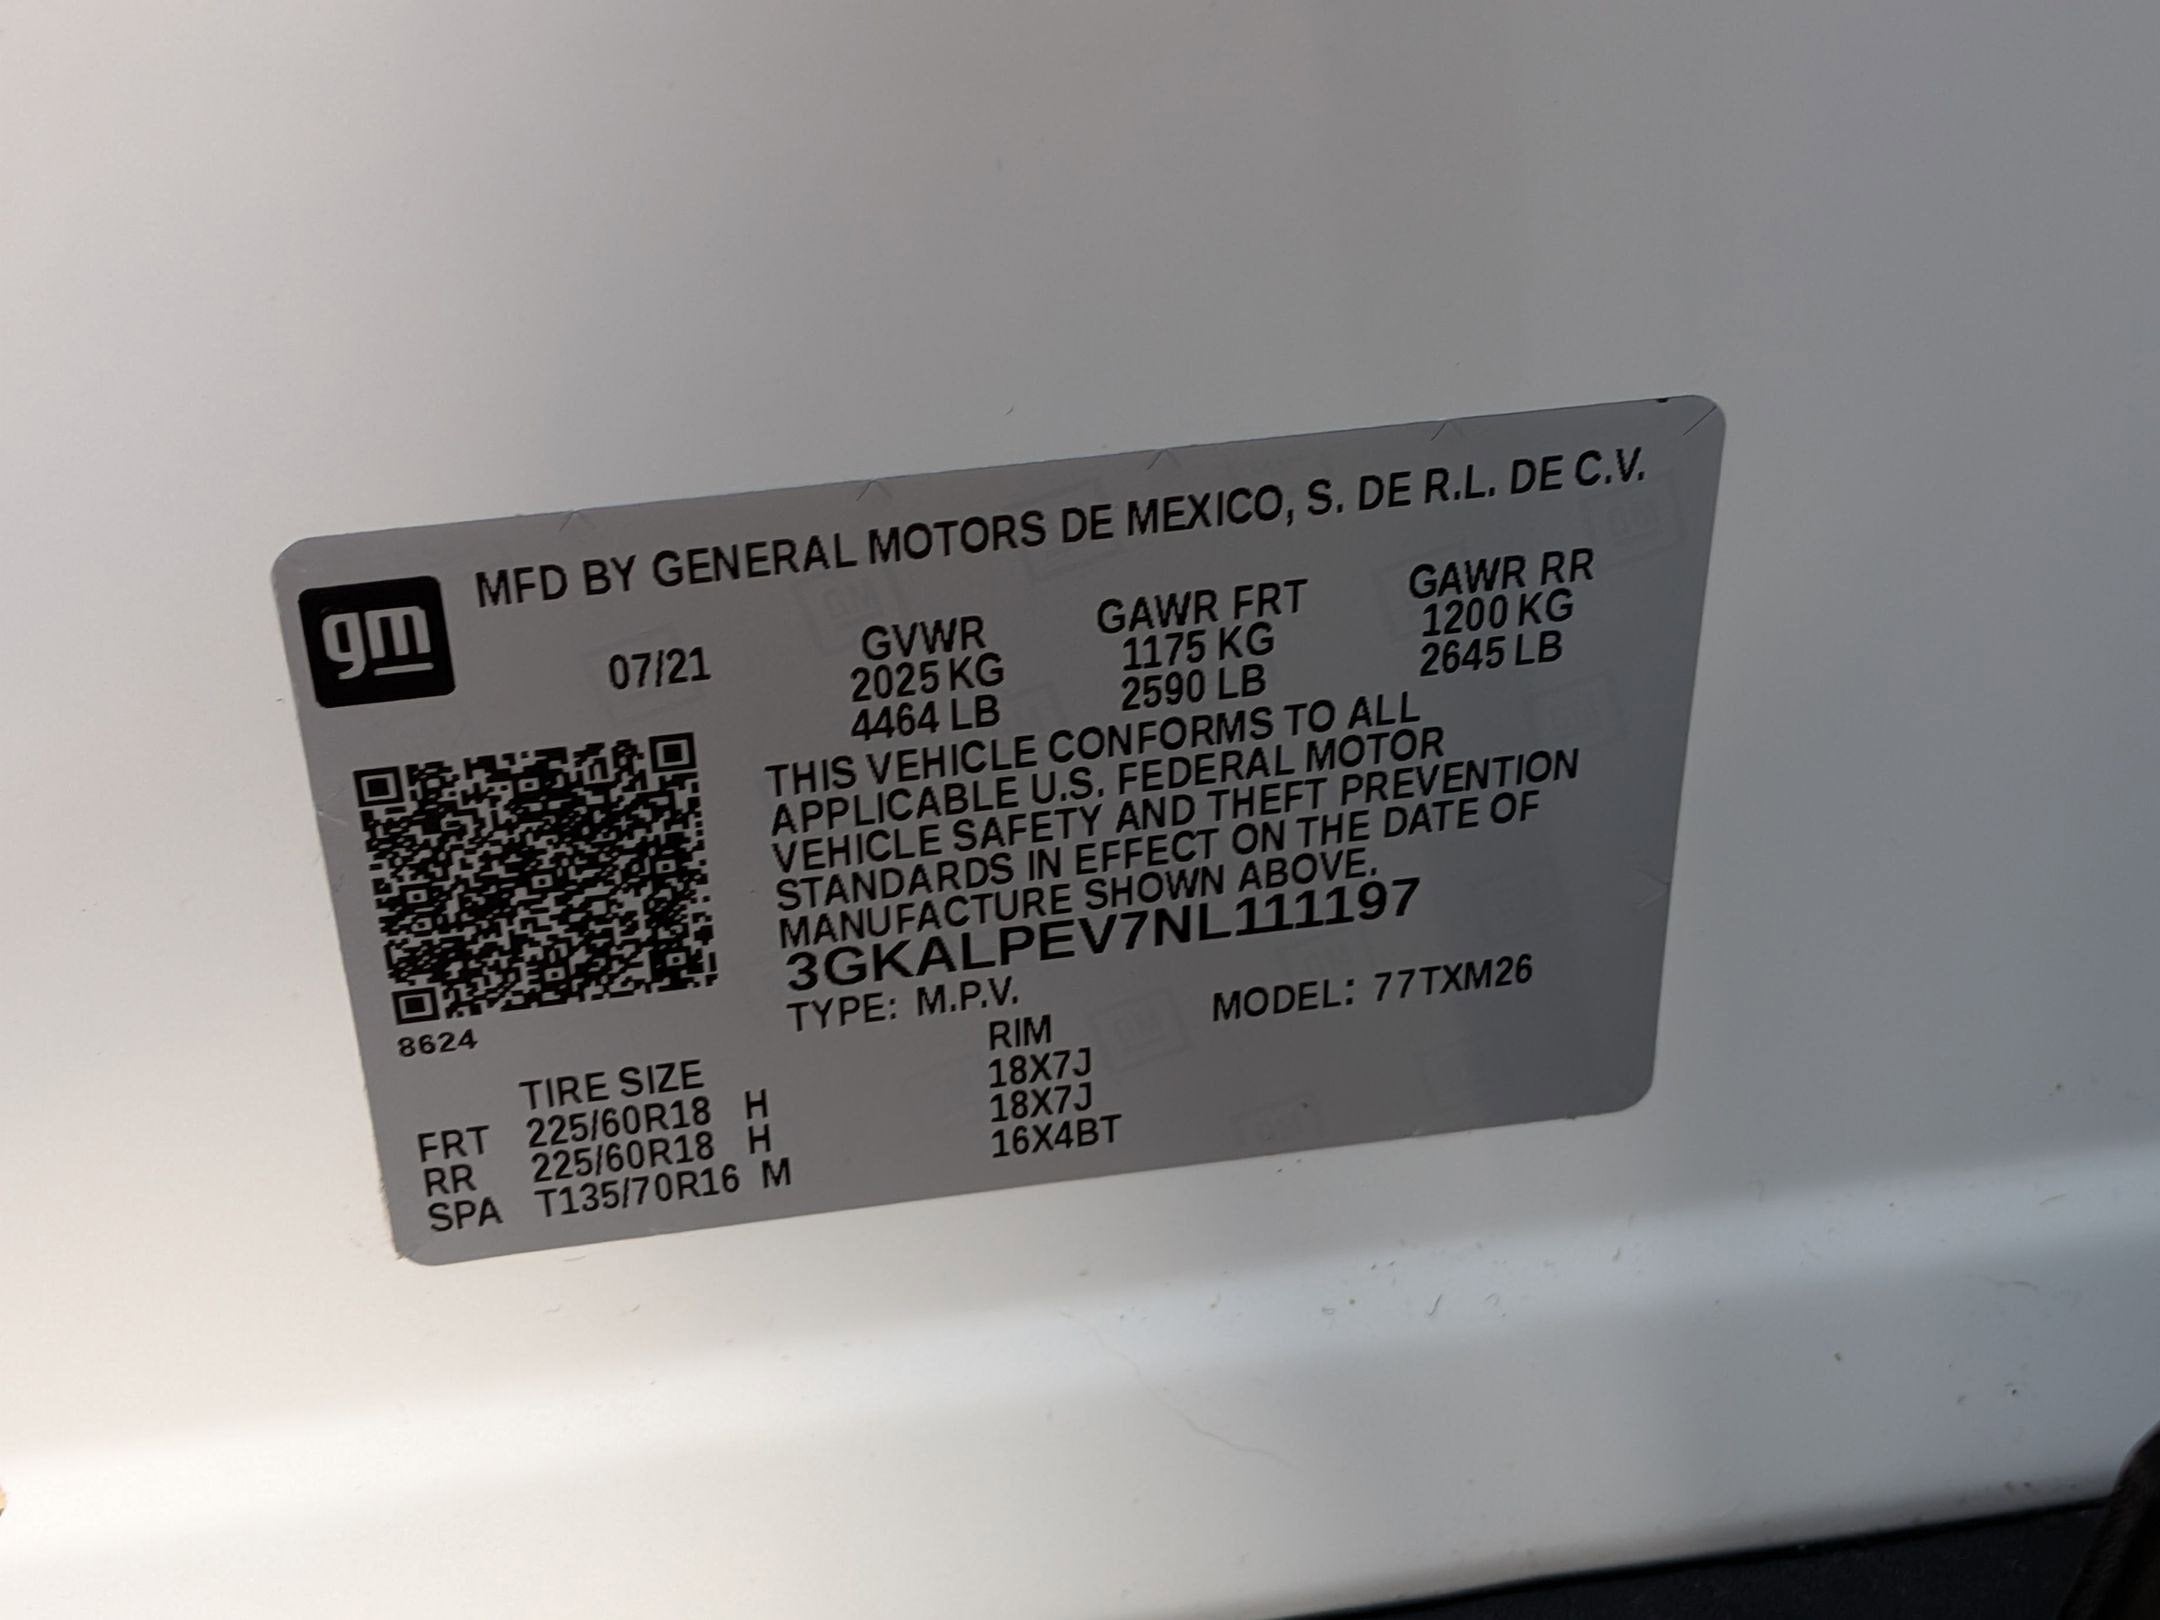 MFD BY GENERAL MOTORS DE MEXICO, S. DE R.L. DE C.V.
gm
07/21
GVWR
2025 KG
4464 LB
GAWR FRT
1175 KG
2590 LB
GAWR RR
1200 KG
2645 LB
THIS VEHICLE CONFORMS TO ALL
APPLICABLE U.S. FEDERAL MOTOR
VEHICLE SAFETY AND THEFT PREVENTION
STANDARDS IN EFFECT ON THE DATE OF
MANUFACTURE SHOWN ABOVE.
3GKALPEV7NL111197
TYPE: M.P.V. MODEL: 77TXM26
8624
TIRE SIZE RIM
FRT 225/60R18 H 18X7J
RR 225/60R18 H 18X7J
SPA T135/70R16 M 16X4BT